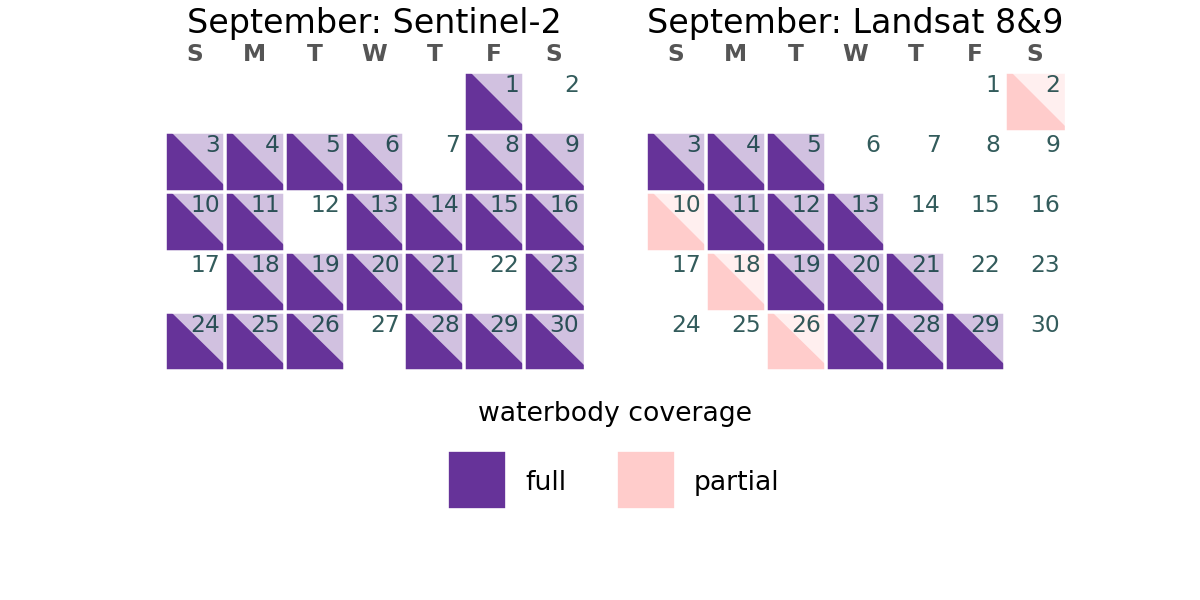 September: Sentinel-2
S M T W T F S
1 2
3 4 5 6 7 8 9
10 11 12 13 14 15 16
17 18 19 20 21 22 23
24 25 26 27 28 29 30
September: Landsat 8&9
S M T W T F S
1 2
3 4 5 6 7 8 9
10 11 12 13 14 15 16
17 18 19 20 21 22 23
24 25 26 27 28 29 30
waterbody coverage
full
partial